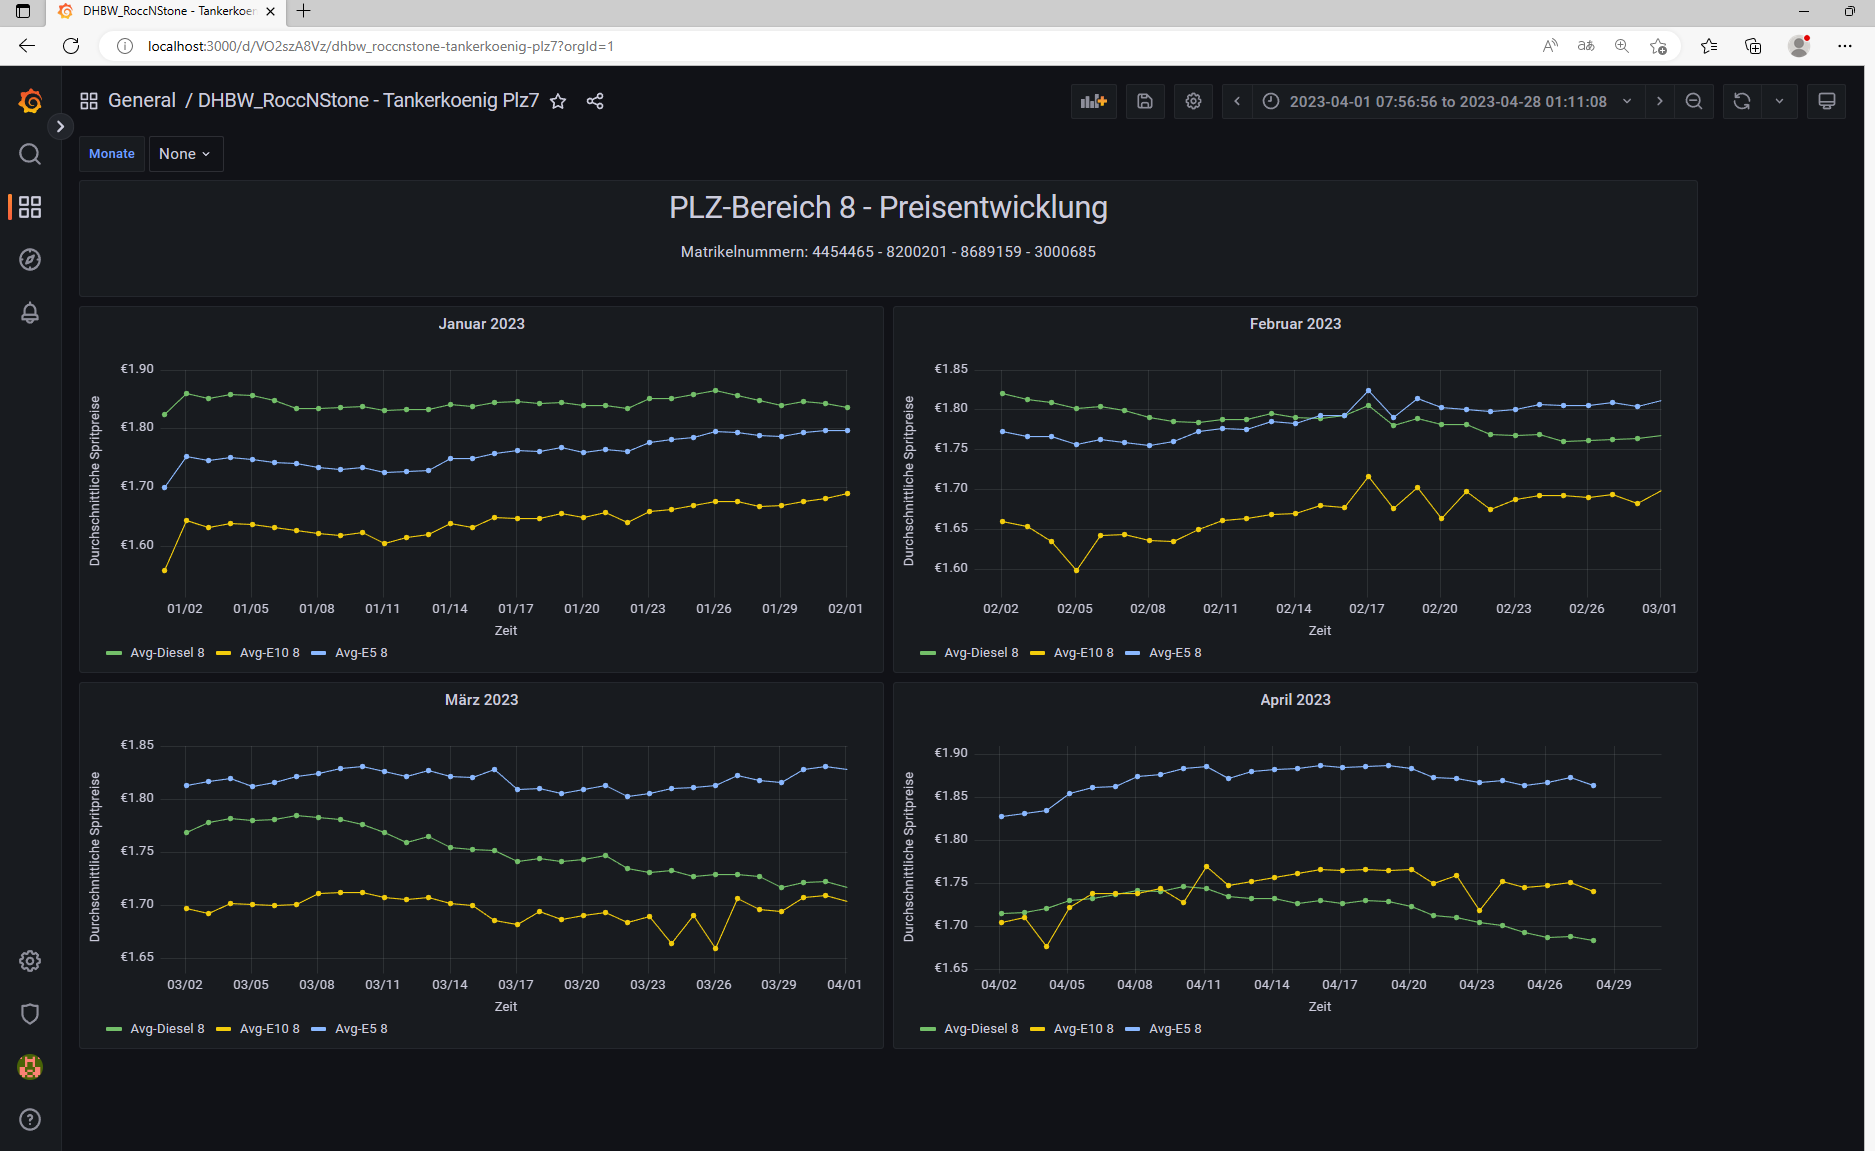 DHBW_RoccNStone - Tankerkoen
localhost:3000/d/VO2szA8Vz/dhbw_roccnstone-tankerkoenig-plz7?orgId=1
General / DHBW_RoccNStone - Tankerkoenig Plz7
2023-04-01 07:56:56 to 2023-04-28 01:11:08
Monate None
PLZ-Bereich 8 - Preisentwicklung
Matrikelnummern: 4454465 - 8200201 - 8689159 - 3000685
Januar 2023
Durchschnittliche Spritpreise
€1.90
€1.80
€1.70
€1.60
01/02 01/05 01/08 01/11 01/14 01/17 01/20 01/23 01/26 01/29 02/01
Zeit
Avg-Diesel 8 Avg-E10 8 Avg-E5 8
Februar 2023
Durchschnittliche Spritpreise
€1.85
€1.80
€1.75
€1.70
€1.65
€1.60
02/02 02/05 02/08 02/11 02/14 02/17 02/20 02/23 02/26 03/01
Zeit
Avg-Diesel 8 Avg-E10 8 Avg-E5 8
März 2023
Durchschnittliche Spritpreise
€1.85
€1.80
€1.75
€1.70
€1.65
03/02 03/05 03/08 03/11 03/14 03/17 03/20 03/23 03/26 03/29 04/01
Zeit
Avg-Diesel 8 Avg-E10 8 Avg-E5 8
April 2023
Durchschnittliche Spritpreise
€1.90
€1.85
€1.80
€1.75
€1.70
€1.65
04/02 04/05 04/08 04/11 04/14 04/17 04/20 04/23 04/26 04/29
Zeit
Avg-Diesel 8 Avg-E10 8 Avg-E5 8